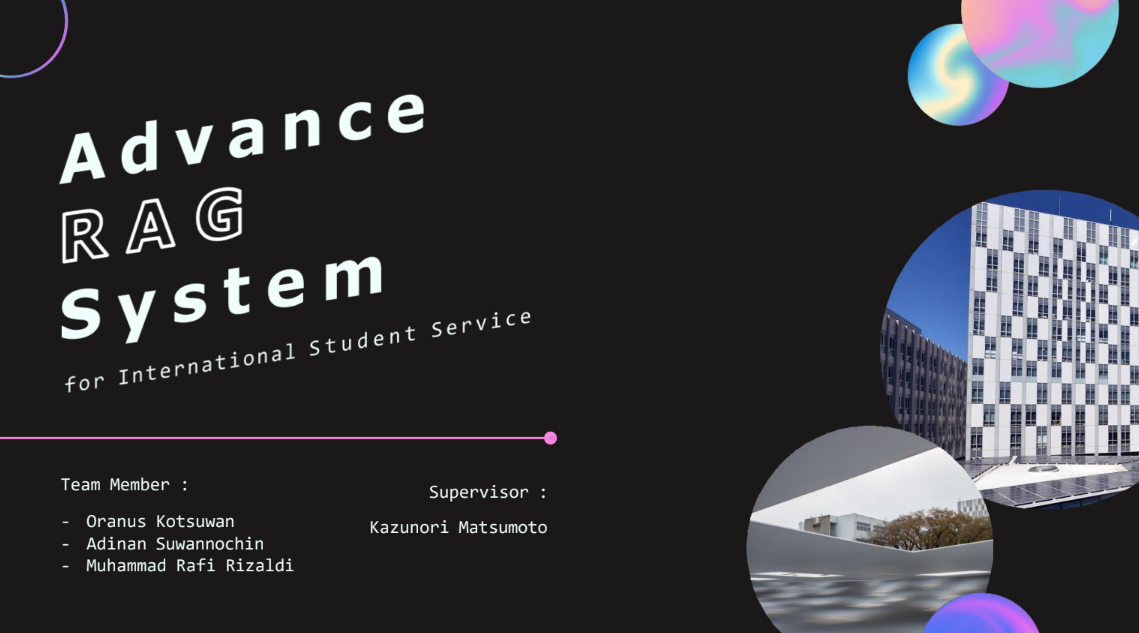 Advance
RAG
System
for International Student Service
Team Member :
- Oranus Kotsuwan
- Adinan Suwannochin
- Muhammad Rafi Rizaldi
Supervisor :
Kazunori Matsumoto